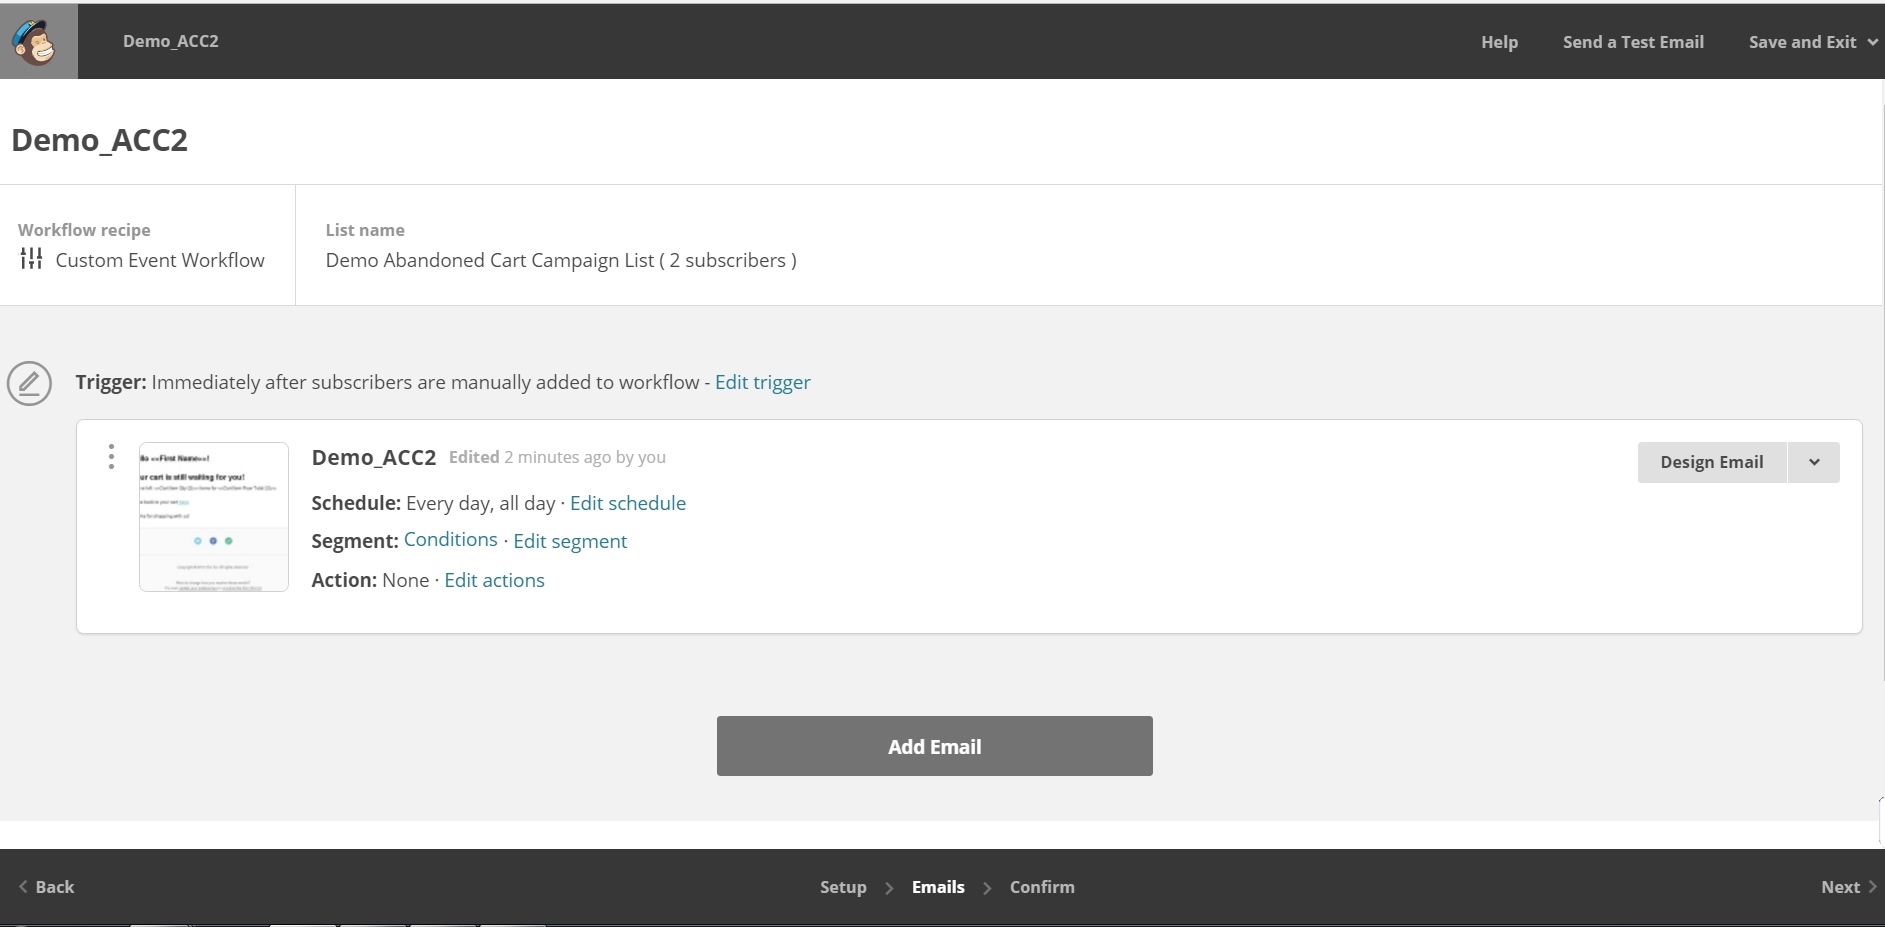 Demo_ACC2
Help
Send a Test Email
Save and Exit
Demo_ACC2
Workflow recipe
Custom Event Workflow
List name
Demo Abandoned Cart Campaign List ( 2 subscribers )
Trigger: Immediately after subscribers are manually added to workflow - Edit trigger
llo <<First Name>>!
ur cart is still waiting for you!
Demo_ACC2 Edited 2 minutes ago by you
Design Email
Schedule: Every day, all day · Edit schedule
Segment: Conditions · Edit segment
Action: None · Edit actions
Add Email
Back
Setup
Emails
Confirm
Next